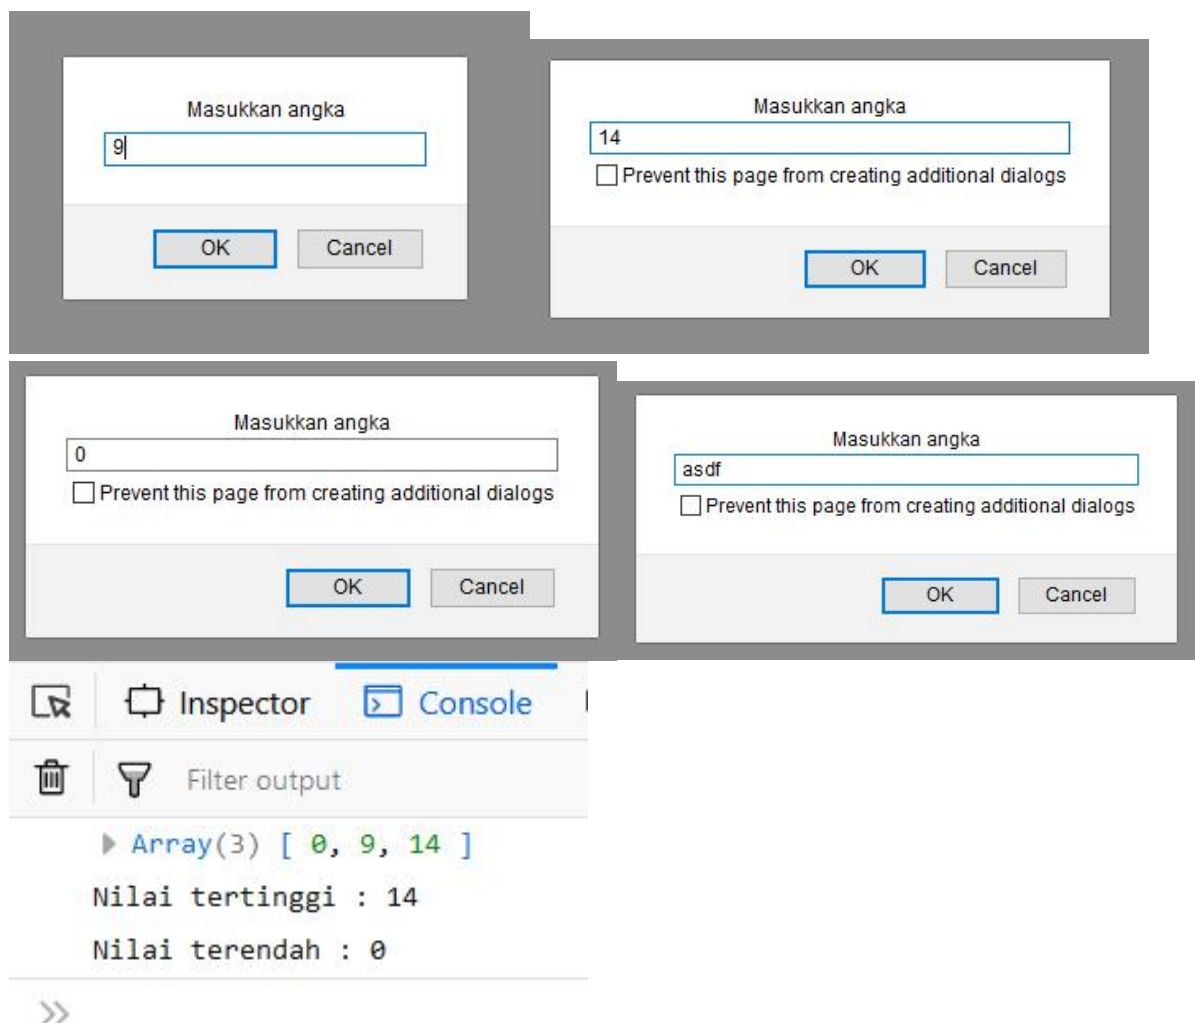 Masukkan angka
9
OK Cancel
Masukkan angka
14
Prevent this page from creating additional dialogs
OK Cancel
Masukkan angka
0
Prevent this page from creating additional dialogs
OK Cancel
Masukkan angka
asdf
Prevent this page from creating additional dialogs
OK Cancel
Inspector Console
Filter output
Array(3) [ 0, 9, 14 ]
Nilai tertinggi : 14
Nilai terendah : 0